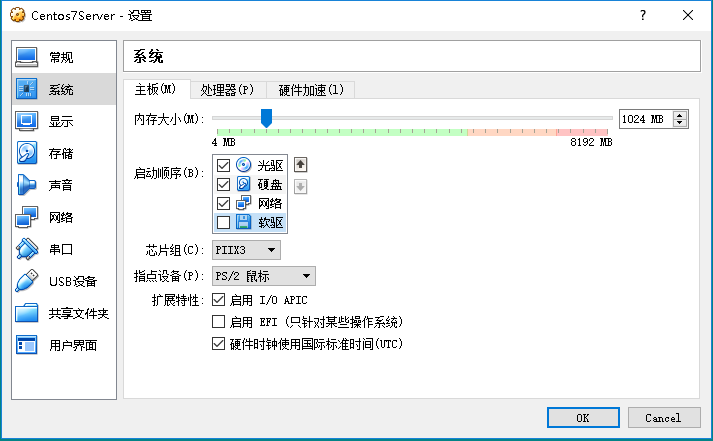 Centos7Server - 设置
?
常规
系统
显示
存储
声音
网络
串口
USB设备
共享文件夹
用户界面
系统
主板(M) 处理器(P) 硬件加速(l)
内存大小(M): 1024 MB
4 MB 8192 MB
启动顺序(B): 光驱
硬盘
网络
软驱
芯片组(C): PIIX3
指点设备(P): PS/2 鼠标
扩展特性: 启用 I/O APIC
启用 EFI (只针对某些操作系统)
硬件时钟使用国际标准时间(UTC)
OK Cancel